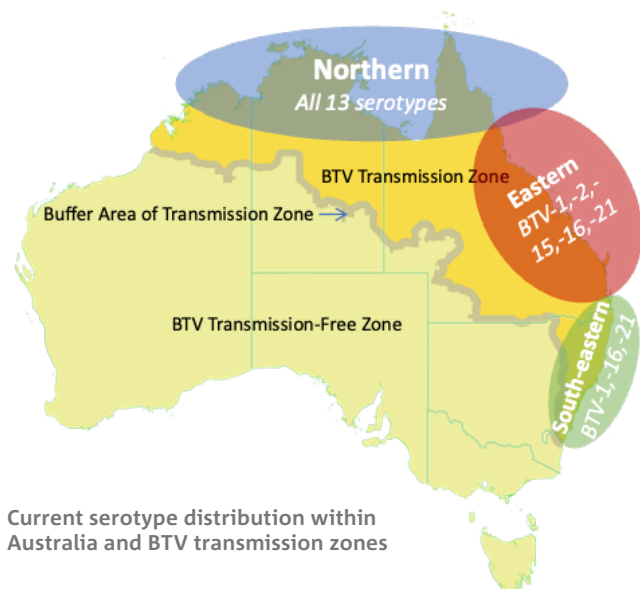 Northern
All 13 serotypes
BTV Transmission Zone
Eastern
BTV-1,-2,-
15,-16,-21
Buffer Area of Transmission Zone
BTV Transmission-Free Zone
South-eastern
BTV-1,-16,-21
Current serotype distribution within
Australia and BTV transmission zones